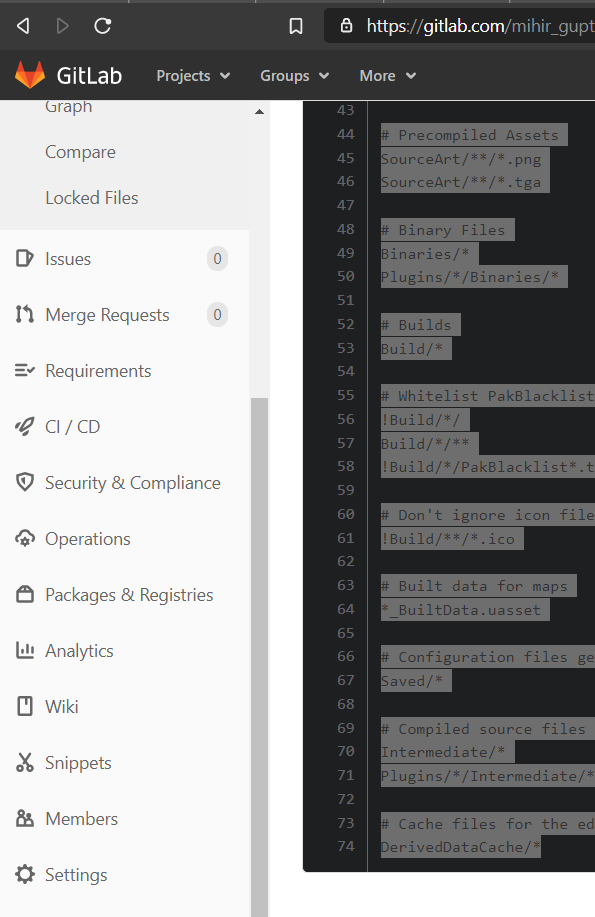 https://gitlab.com/mihir_gupt
GitLab
Projects
Groups
More
Graph
Compare
Locked Files
Issues
0
Merge Requests
0
Requirements
CI / CD
Security & Compliance
Operations
Packages & Registries
Analytics
Wiki
Snippets
Members
Settings
43
44 # Precompiled Assets
45 SourceArt/**/*.png
46 SourceArt/**/*.tga
47
48 # Binary Files
49 Binaries/*
50 Plugins/*/Binaries/*
51
52 # Builds
53 Build/*
54
55 # Whitelist PakBlacklist
56 !Build/*/
57 Build/*/**
58 !Build/*/PakBlacklist*.t
59
60 # Don't ignore icon file
61 !Build/**/*.ico
62
63 # Built data for maps
64 *_BuiltData.uasset
65
66 # Configuration files ge
67 Saved/*
68
69 # Compiled source files
70 Intermediate/*
71 Plugins/*/Intermediate/*
72
73 # Cache files for the ed
74 DerivedDataCache/*